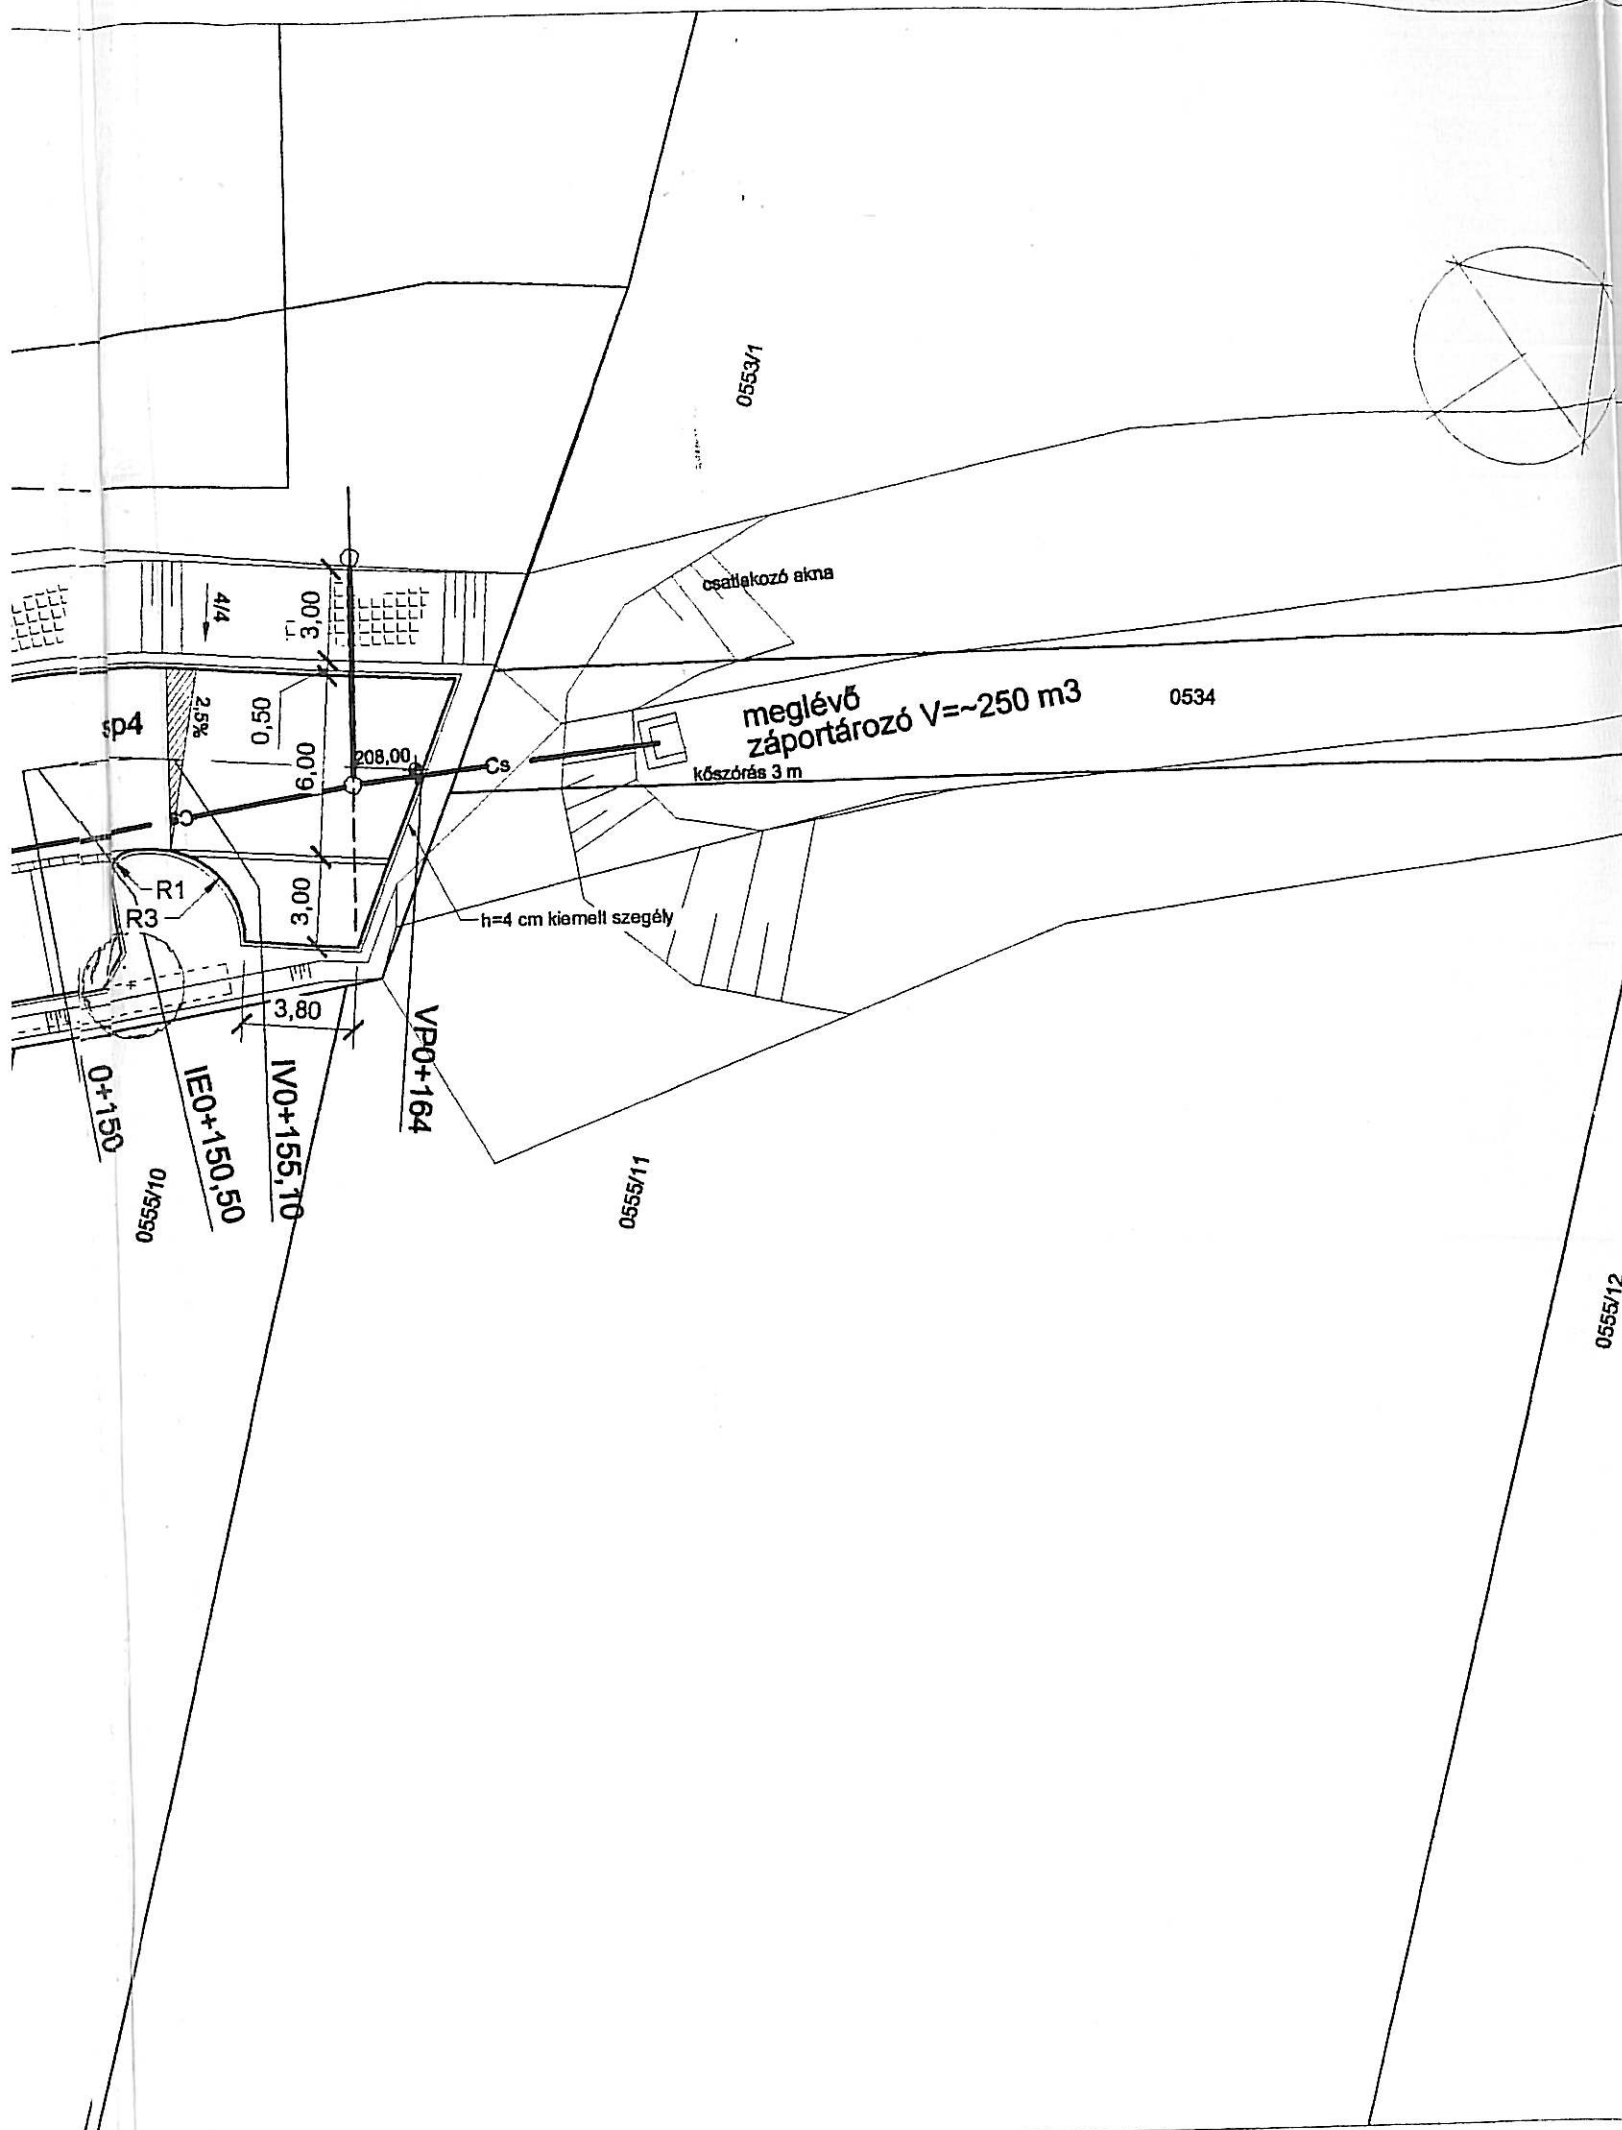 0553/1
csatlakozó akna
4/4
3,00
meglévő
záportározó V=~250 m3
0534
sp4
2,5%
0,50
6,00
208,00
Cs
kőszórás 3 m
R1
R3
3,00
h=4 cm kiemelt szegély
3,80
VP0+164
0+150
IE0+150,50
IV0+155,10
0555/10
0555/11
0555/12